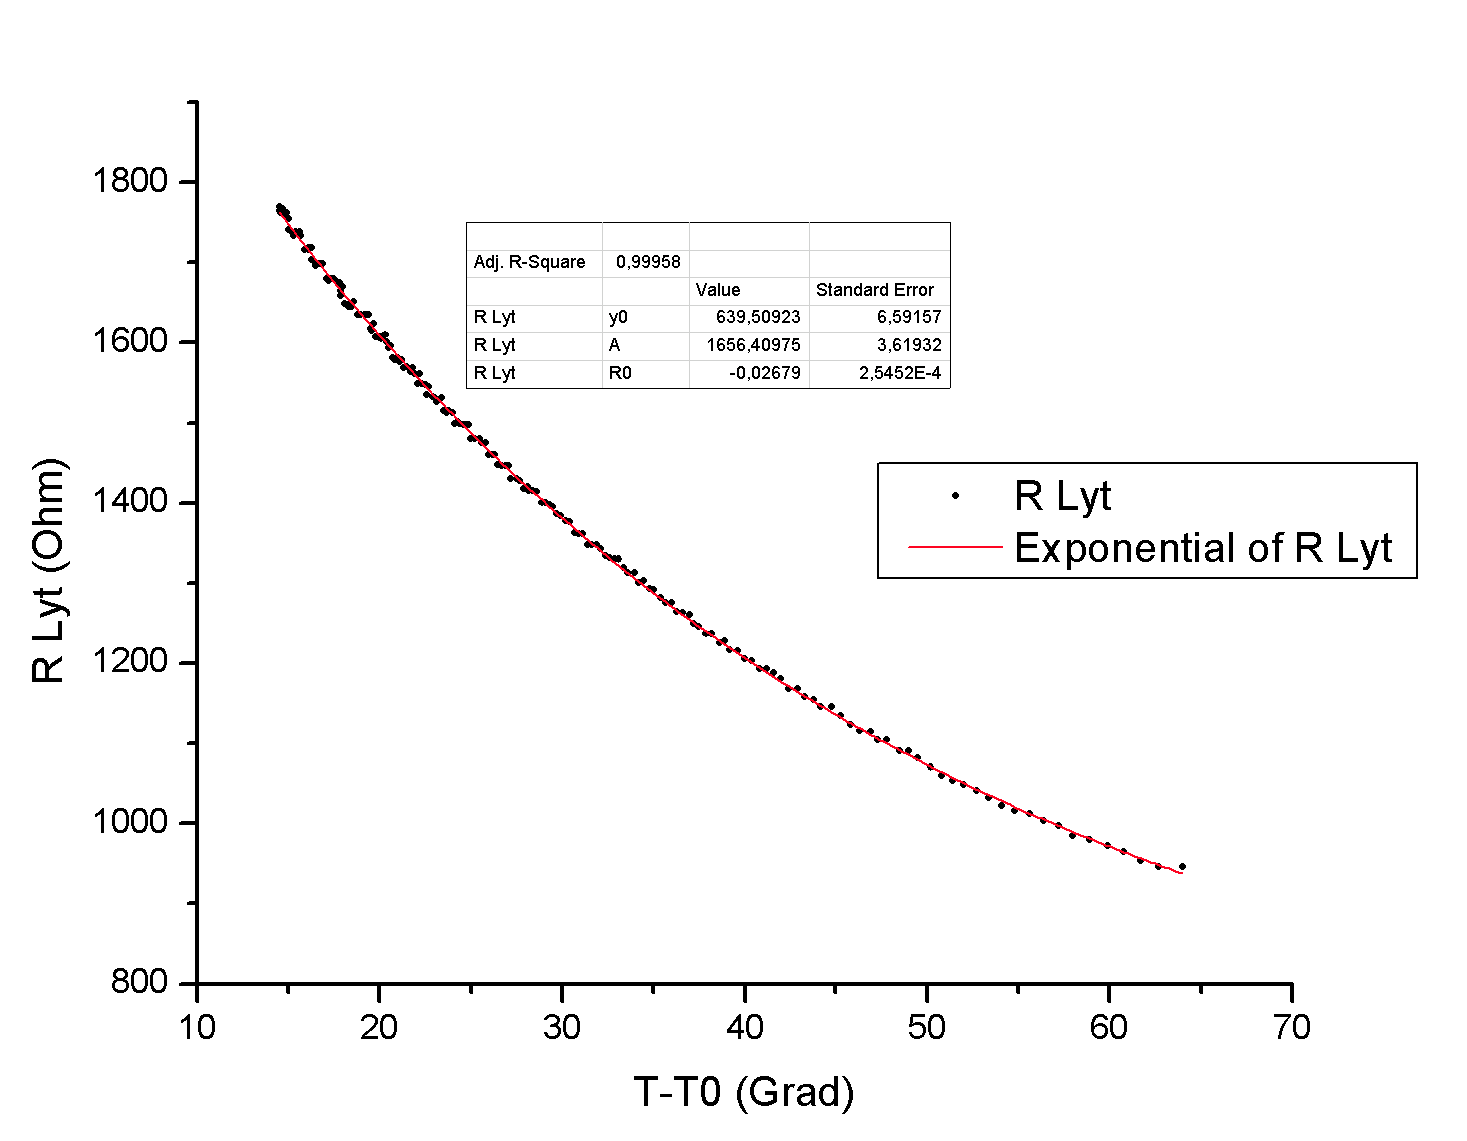 1800
1600
1400
1200
1000
800
R Lyt (Ohm)
Adj. R-Square 0,99958
Value Standard Error
R Lyt y0 639,50923 6,59157
R Lyt A 1656,40975 3,61932
R Lyt R0 -0,02679 2,5452E-4
R Lyt
Exponential of R Lyt
10 20 30 40 50 60 70
T-T0 (Grad)